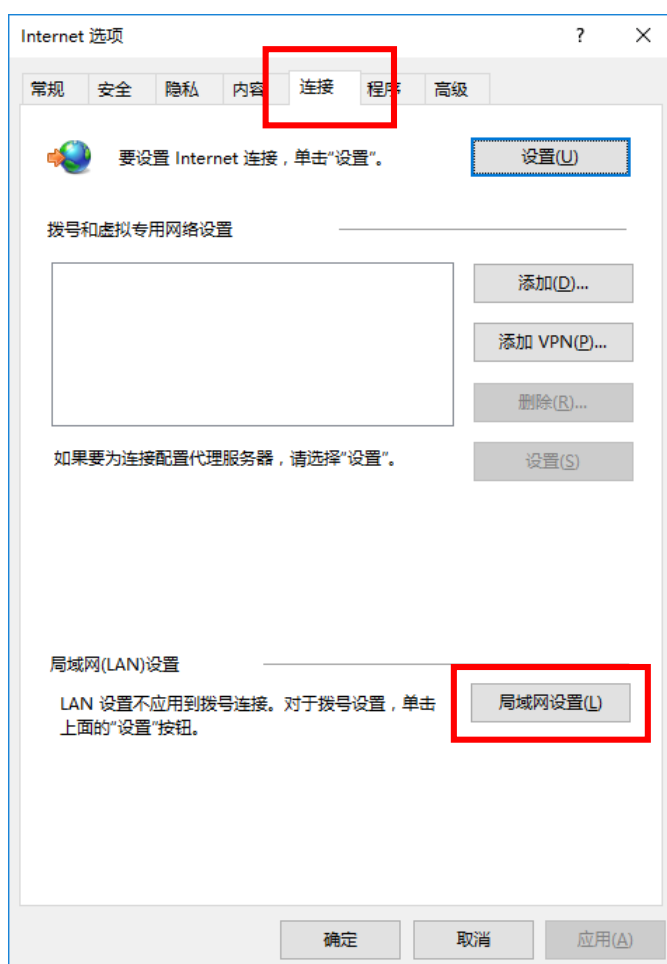 Internet 选项 ?
常规 安全 隐私 内容 连接 程序 高级
要设置 Internet 连接，单击“设置”。 设置(U)
拨号和虚拟专用网络设置
添加(D)...
添加 VPN(P)...
删除(R)...
如果要为连接配置代理服务器，请选择“设置”。 设置(S)
局域网(LAN)设置
LAN 设置不应用到拨号连接。对于拨号设置，单击 局域网设置(L)
上面的“设置”按钮。
确定 取消 应用(A)